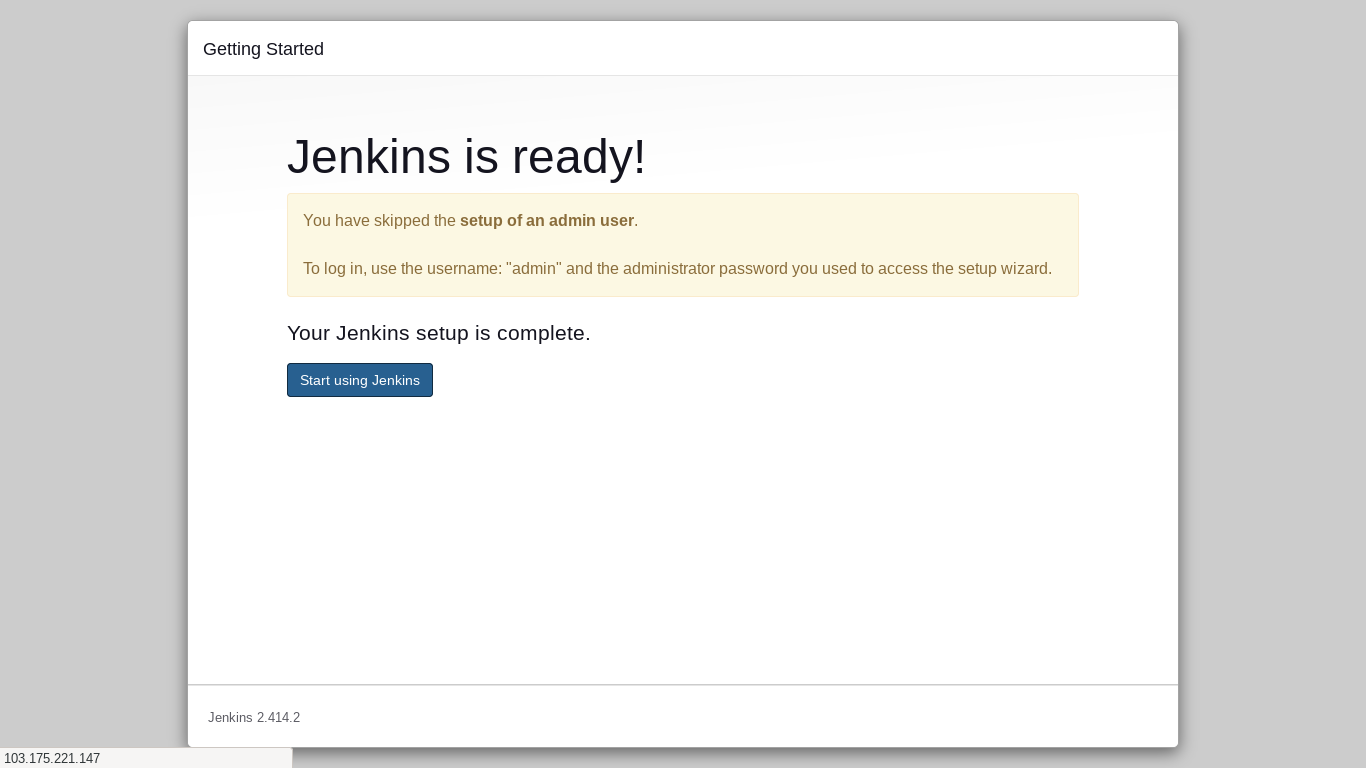 Getting Started
Jenkins is ready!
You have skipped the setup of an admin user.
To log in, use the username: "admin" and the administrator password you used to access the setup wizard.
Your Jenkins setup is complete.
Start using Jenkins
Jenkins 2.414.2
103.175.221.147